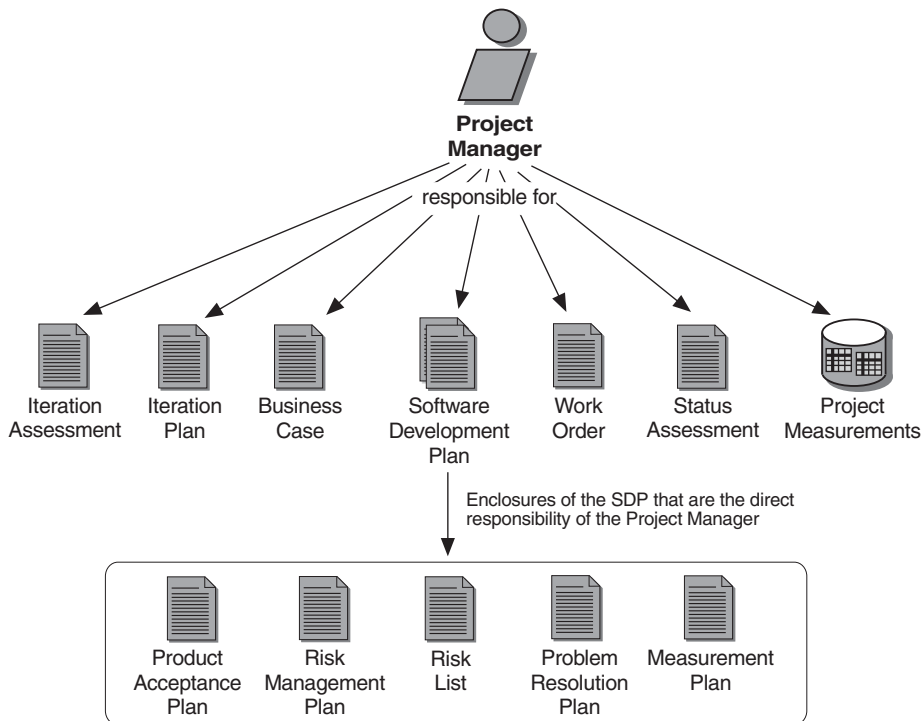 Project
Manager
responsible for
Iteration
Assessment
Iteration
Plan
Business
Case
Software
Development
Plan
Work
Order
Status
Assessment
Project
Measurements
Enclosures of the SDP that are the direct
responsibility of the Project Manager
Product
Acceptance
Plan
Risk
Management
Plan
Risk
List
Problem
Resolution
Plan
Measurement
Plan